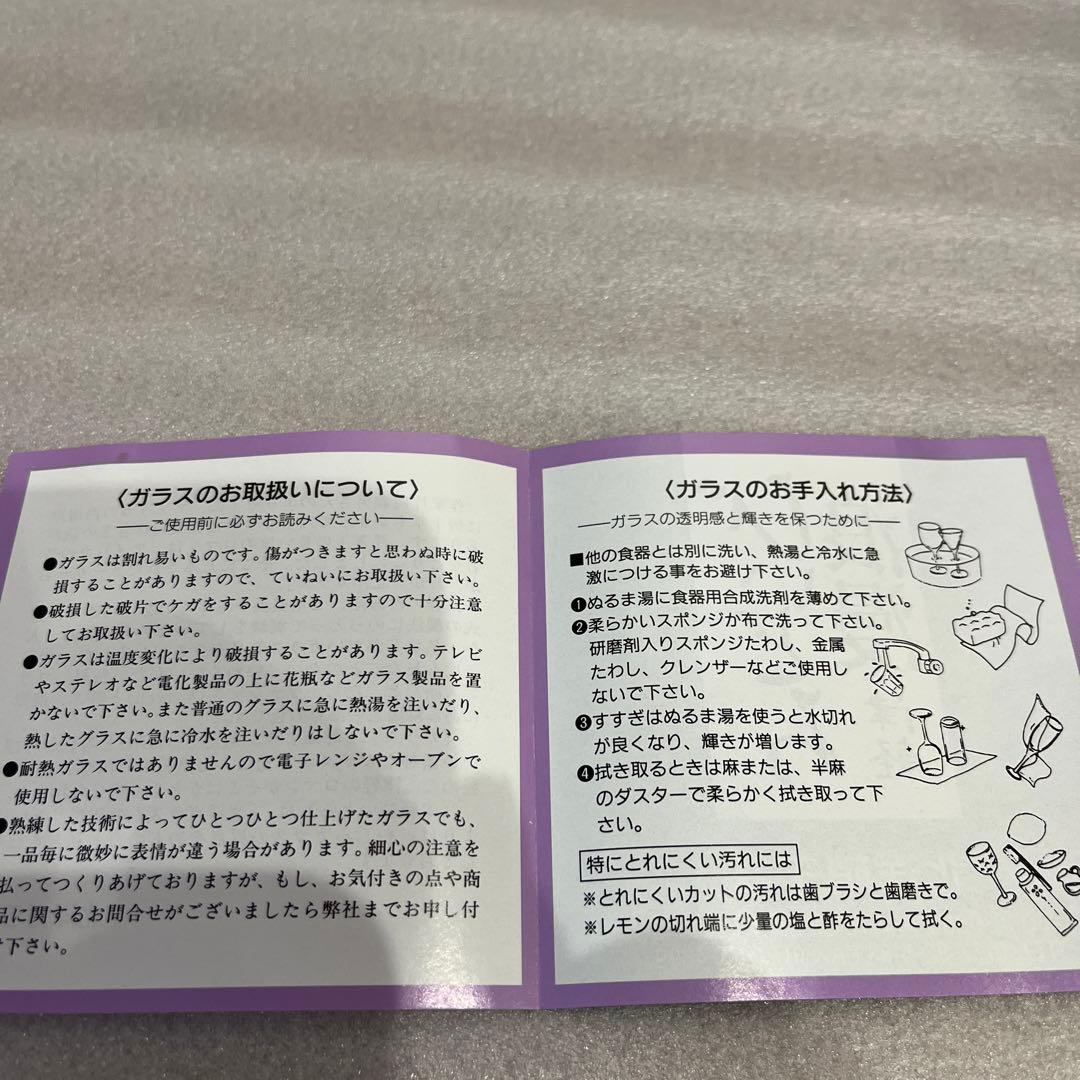 〈ガラスのお取扱いについて〉
──ご使用前に必ずお読みください──
●ガラスは割れ易いものです。傷がつきますと思わぬ時に破
損することがありますので、ていねいにお取扱い下さい。
●破損した破片でケガをすることがありますので十分注意
してお取扱い下さい。
●ガラスは温度変化により破損することがあります。テレビ
やステレオなど電化製品の上に花瓶などガラス製品を置
かないで下さい。また普通のグラスに急に熱湯を注いだり、
熱したグラスに急に冷水を注いだりはしないで下さい。
●耐熱ガラスではありませんので電子レンジやオーブンで
使用しないで下さい。
●熟練した技術によってひとつひとつ仕上げたガラスでも、
一品毎に微妙に表情が違う場合があります。細心の注意を
払ってつくりあげておりますが、もし、お気付きの点や商
品に関するお問合せがございましたら弊社までお申し付
け下さい。
〈ガラスのお手入れ方法〉
──ガラスの透明感と輝きを保つために──
■他の食器とは別に洗い、熱湯と冷水に急
激につける事をお避け下さい。
❶ぬるま湯に食器用合成洗剤を薄めて下さい。
❷柔らかいスポンジか布で洗って下さい。
研磨剤入りスポンジたわし、金属
たわし、クレンザーなどご使用し
ないで下さい。
❸すすぎはぬるま湯を使うと水切れ
が良くなり、輝きが増します。
❹拭き取るときは麻または、半麻
のダスターで柔らかく拭き取って下
さい。
特にとれにくい汚れには
※とれにくいカットの汚れは歯ブラシと歯磨きで。
※レモンの切れ端に少量の塩と酢をたらして拭く。